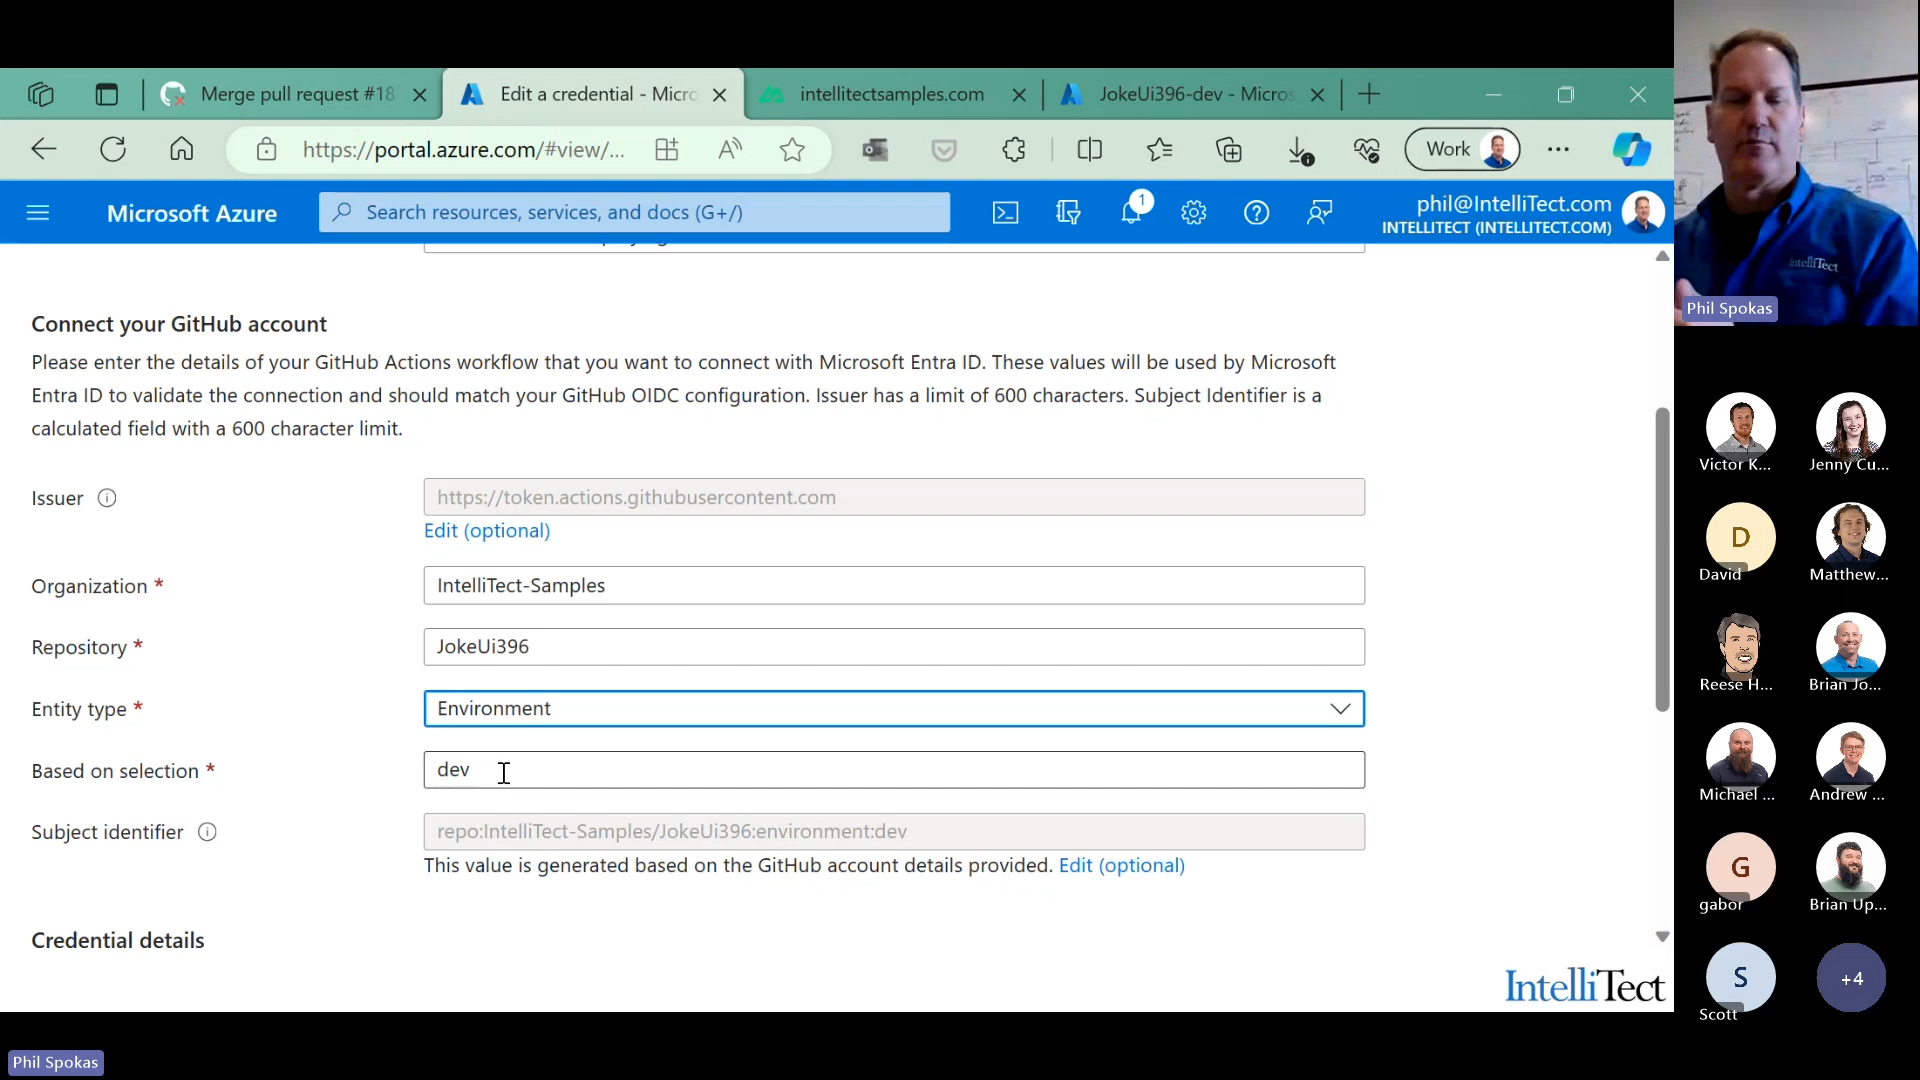 Merge pull request #18
Edit a credential - Micro
intellitectsamples.com
JokeUi396-dev - Micros
https://portal.azure.com/#view/...
Work
Microsoft Azure
Search resources, services, and docs (G+/)
1
phil@IntelliTect.com
INTELLITECT (INTELLITECT.COM)
Connect your GitHub account
Please enter the details of your GitHub Actions workflow that you want to connect with Microsoft Entra ID. These values will be used by Microsoft
Entra ID to validate the connection and should match your GitHub OIDC configuration. Issuer has a limit of 600 characters. Subject Identifier is a
calculated field with a 600 character limit.
Issuer
https://token.actions.githubusercontent.com
Edit (optional)
Organization *
IntelliTect-Samples
Repository *
JokeUi396
Entity type *
Environment
Based on selection *
dev
Subject identifier
repo:IntelliTect-Samples/JokeUi396:environment:dev
This value is generated based on the GitHub account details provided. Edit (optional)
Credential details
IntelliTect
Phil Spokas
IntelliTect
Phil Spokas
Victor K...
Jenny Cu...
D
David
Matthew...
Reese H...
Brian Jo...
Michael ...
Andrew ...
G
gabor
Brian Up...
S
Scott
+4